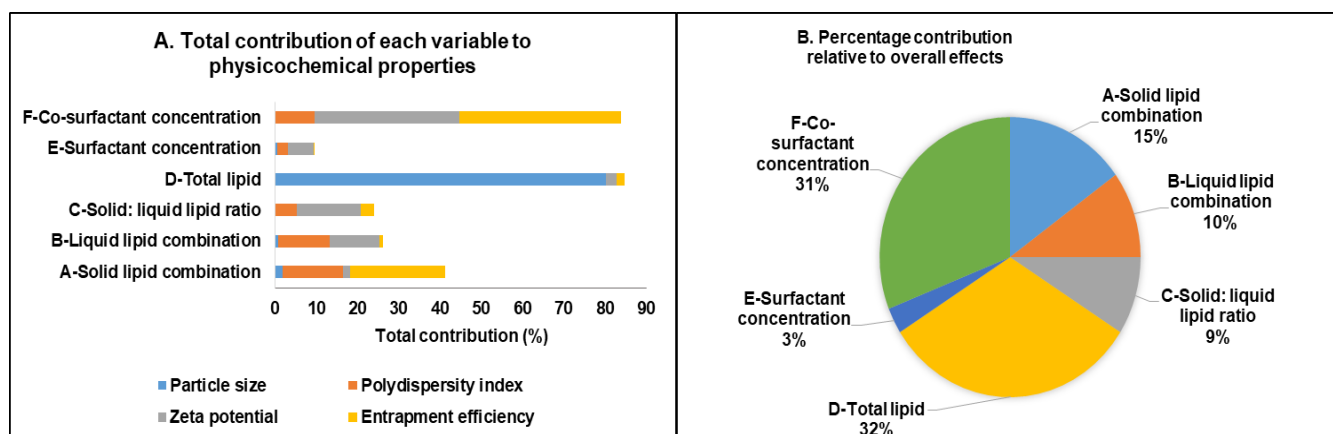 A. Total contribution of each variable to
physicochemical properties
F-Co-surfactant concentration
E-Surfactant concentration
D-Total lipid
C-Solid: liquid lipid ratio
B-Liquid lipid combination
A-Solid lipid combination
0 10 20 30 40 50 60 70 80 90
Total contribution (%)
Particle size
Polydispersity index
Zeta potential
Entrapment efficiency
B. Percentage contribution
relative to overall effects
A-Solid lipid
combination
15%
B-Liquid lipid
combination
10%
C-Solid: liquid
lipid ratio
9%
D-Total lipid
32%
E-Surfactant
concentration
3%
F-Co-
surfactant
concentration
31%